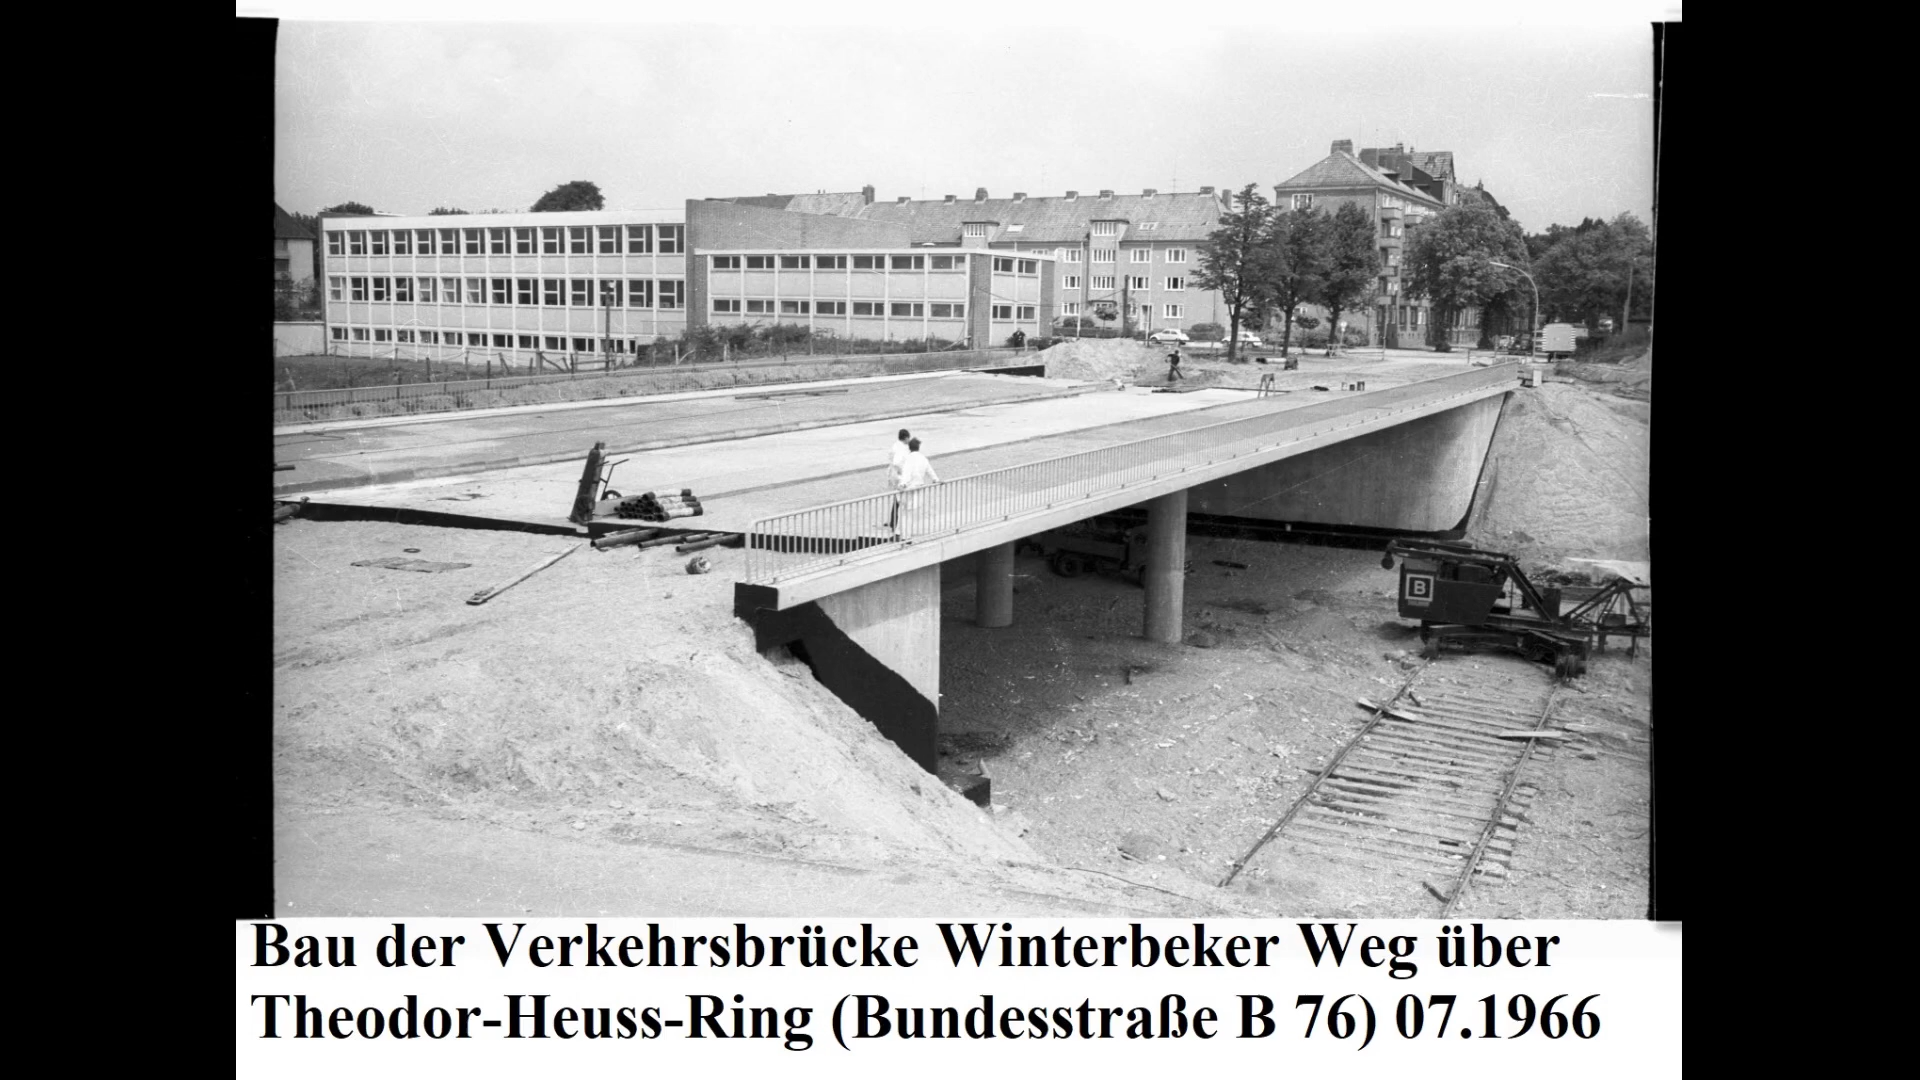 B
Bau der Verkehrsbrücke Winterbeker Weg über
Theodor-Heuss-Ring (Bundesstraße B 76) 07.1966